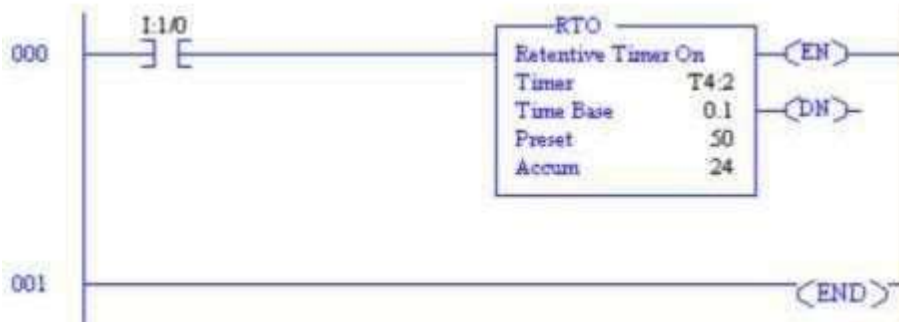 I:1/0
000
RTO
Retentive Timer On
(EN)
Timer T4:2
Time Base 0.1
(DN)
Preset 50
Accum 24
001
(END)